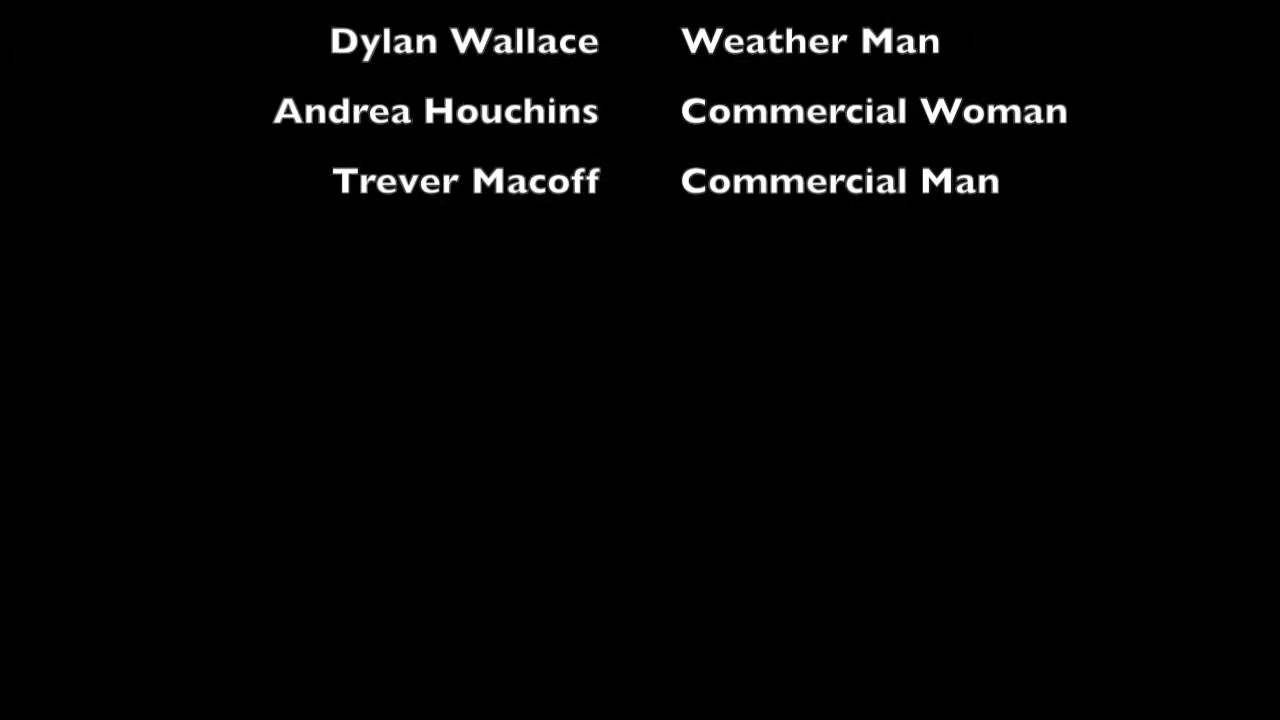 Dylan Wallace Weather Man
Andrea Houchins Commercial Woman
Trever Macoff Commercial Man